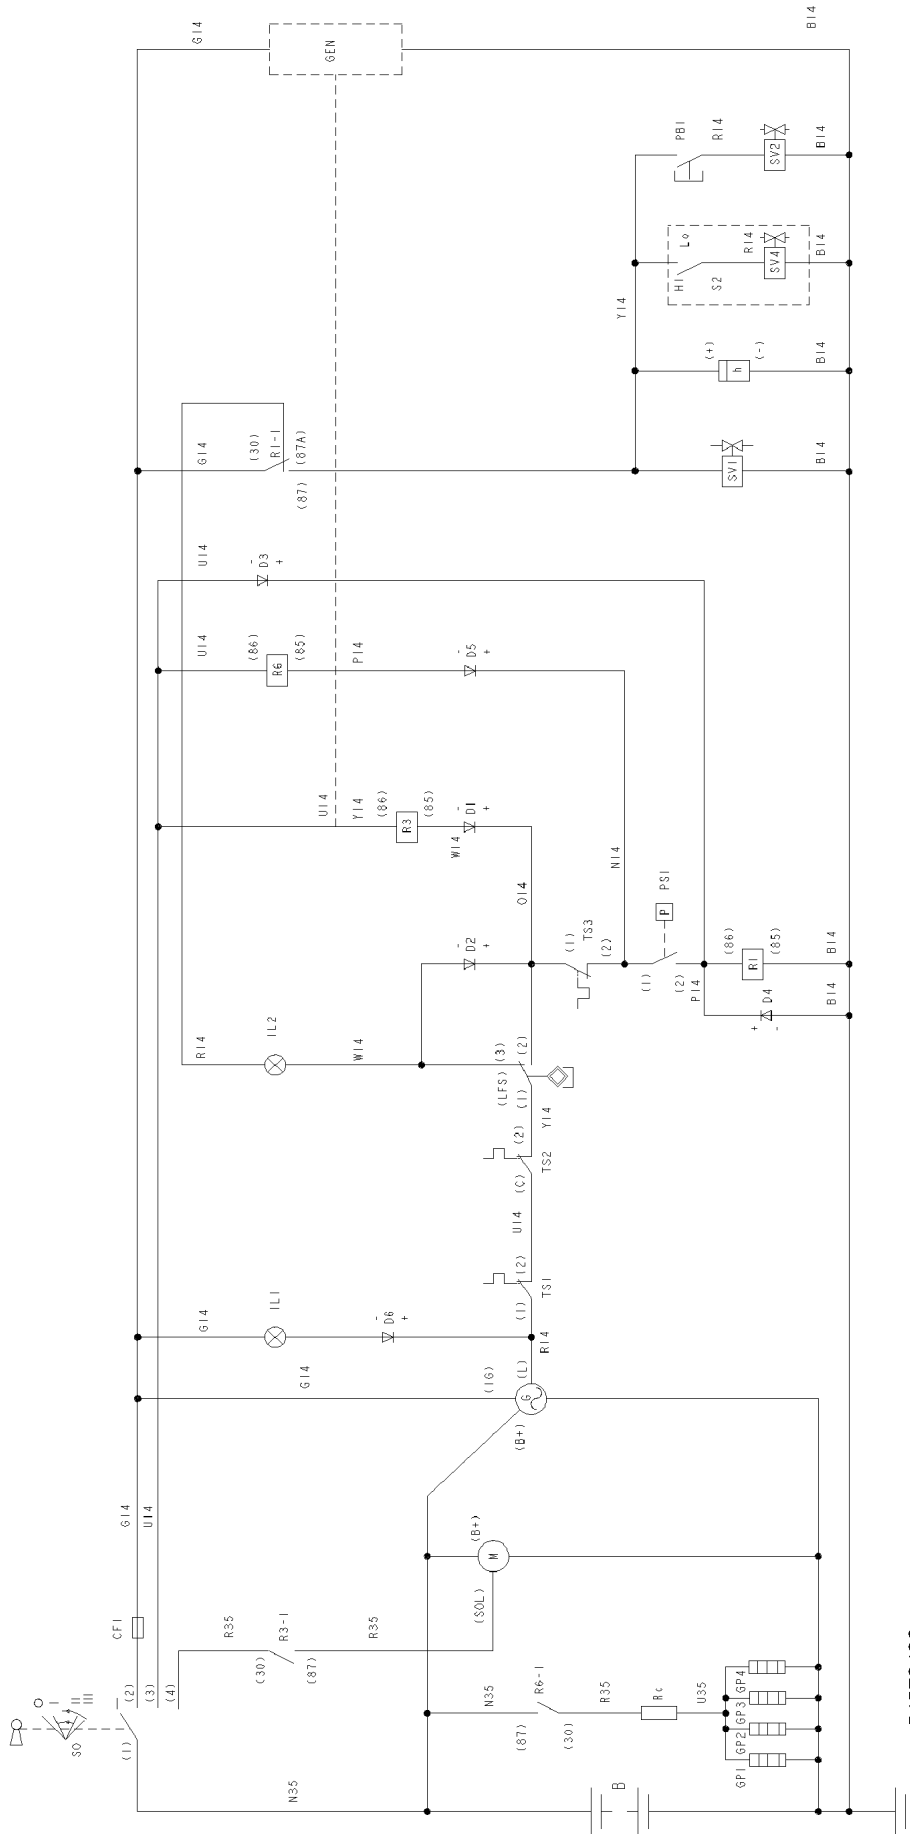 G14
GEN
B14
PB1
R14
SV2
B14
Lo
HI
S2
R14
SV4
B14
Y14
(+)
h
(-)
B14
G14
(30)
R1-1
(87A)
(87)
SV1
B14
U14
-
D3
+
U14
(86)
R6
(85)
P14
-
D5
+
U14
Y14
(86)
R3
(85)
W14
-
D1
+
O14
N14
-
D2
+
(1)
TS3
(2)
P
PS1
(1)
(2)
P14
(86)
R1
(85)
B14
+
D4
-
B14
R14
IL2
W14
(LFS)
(3)
(2)
(1)
Y14
(2)
TS2
(C)
U14
(2)
TS1
(1)
G14
IL1
-
D6
+
R14
G14
(IG)
(L)
G
(B+)
G14
U14
(B+)
M
(SOL)
CF1
R35
R3-1
R35
(30)
(87)
O
I
II
III
S0
(1)
(2)
(3)
(4)
N35
R6-1
R35
(87)
(30)
Rc
U35
GP4
GP3
GP2
GP1
N35
B